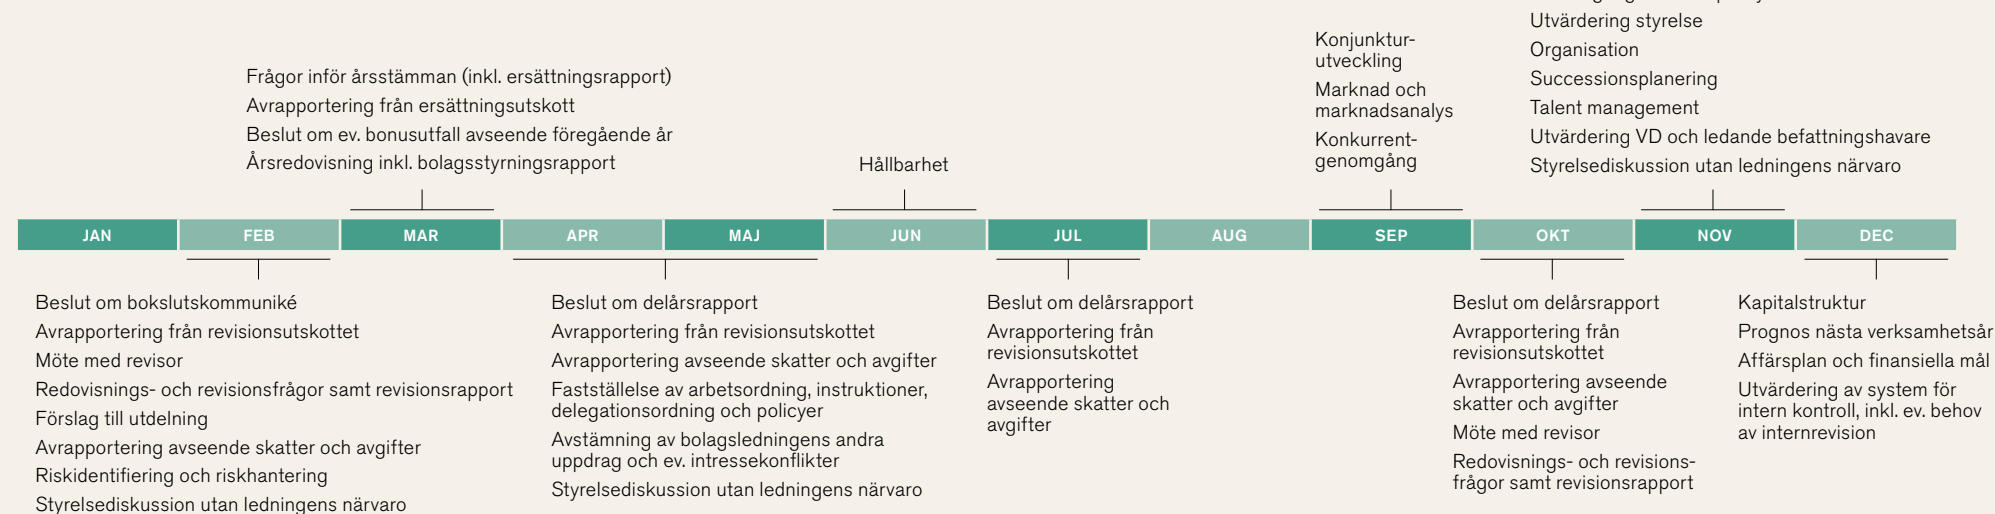 Utvärdering styrelse
Organisation
Successionsplanering
Talent management
Utvärdering VD och ledande befattningshavare
Styrelsediskussion utan ledningens närvaro
Konjunktur-
utveckling
Marknad och
marknadsanalys
Konkurrent-
genomgång
Frågor inför årsstämman (inkl. ersättningsrapport)
Avrapportering från ersättningsutskott
Beslut om ev. bonusutfall avseende föregående år
Årsredovisning inkl. bolagsstyrningsrapport
Hållbarhet
JAN FEB MAR APR MAJ JUN JUL AUG SEP OKT NOV DEC
Beslut om bokslutskommuniké
Avrapportering från revisionsutskottet
Möte med revisor
Redovisnings- och revisionsfrågor samt revisionsrapport
Förslag till utdelning
Avrapportering avseende skatter och avgifter
Riskidentifiering och riskhantering
Styrelsediskussion utan ledningens närvaro
Beslut om delårsrapport
Avrapportering från revisionsutskottet
Avrapportering avseende skatter och avgifter
Fastställelse av arbetsordning, instruktioner,
delegationsordning och policyer
Avstämning av bolagsledningens andra
uppdrag och ev. intressekonflikter
Styrelsediskussion utan ledningens närvaro
Beslut om delårsrapport
Avrapportering från
revisionsutskottet
Avrapportering
avseende skatter och
avgifter
Beslut om delårsrapport
Avrapportering från
revisionsutskottet
Avrapportering avseende
skatter och avgifter
Möte med revisor
Redovisnings- och revisions-
frågor samt revisionsrapport
Kapitalstruktur
Prognos nästa verksamhetsår
Affärsplan och finansiella mål
Utvärdering av system för
intern kontroll, inkl. ev. behov
av internrevision